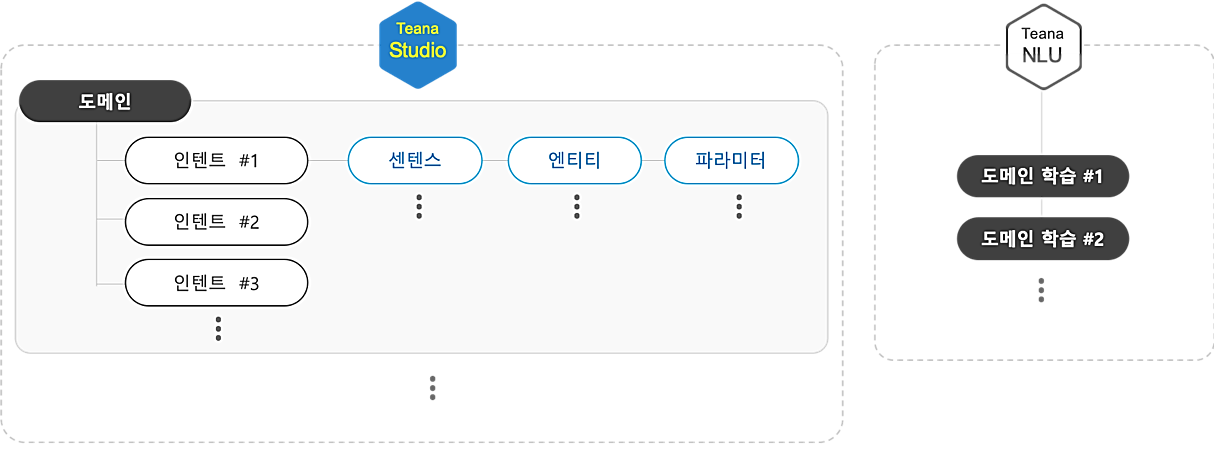 Teana
Studio
도메인
인텐트 #1
센텐스
엔티티
파라미터
인텐트 #2
인텐트 #3
Teana
NLU
도메인 학습 #1
도메인 학습 #2